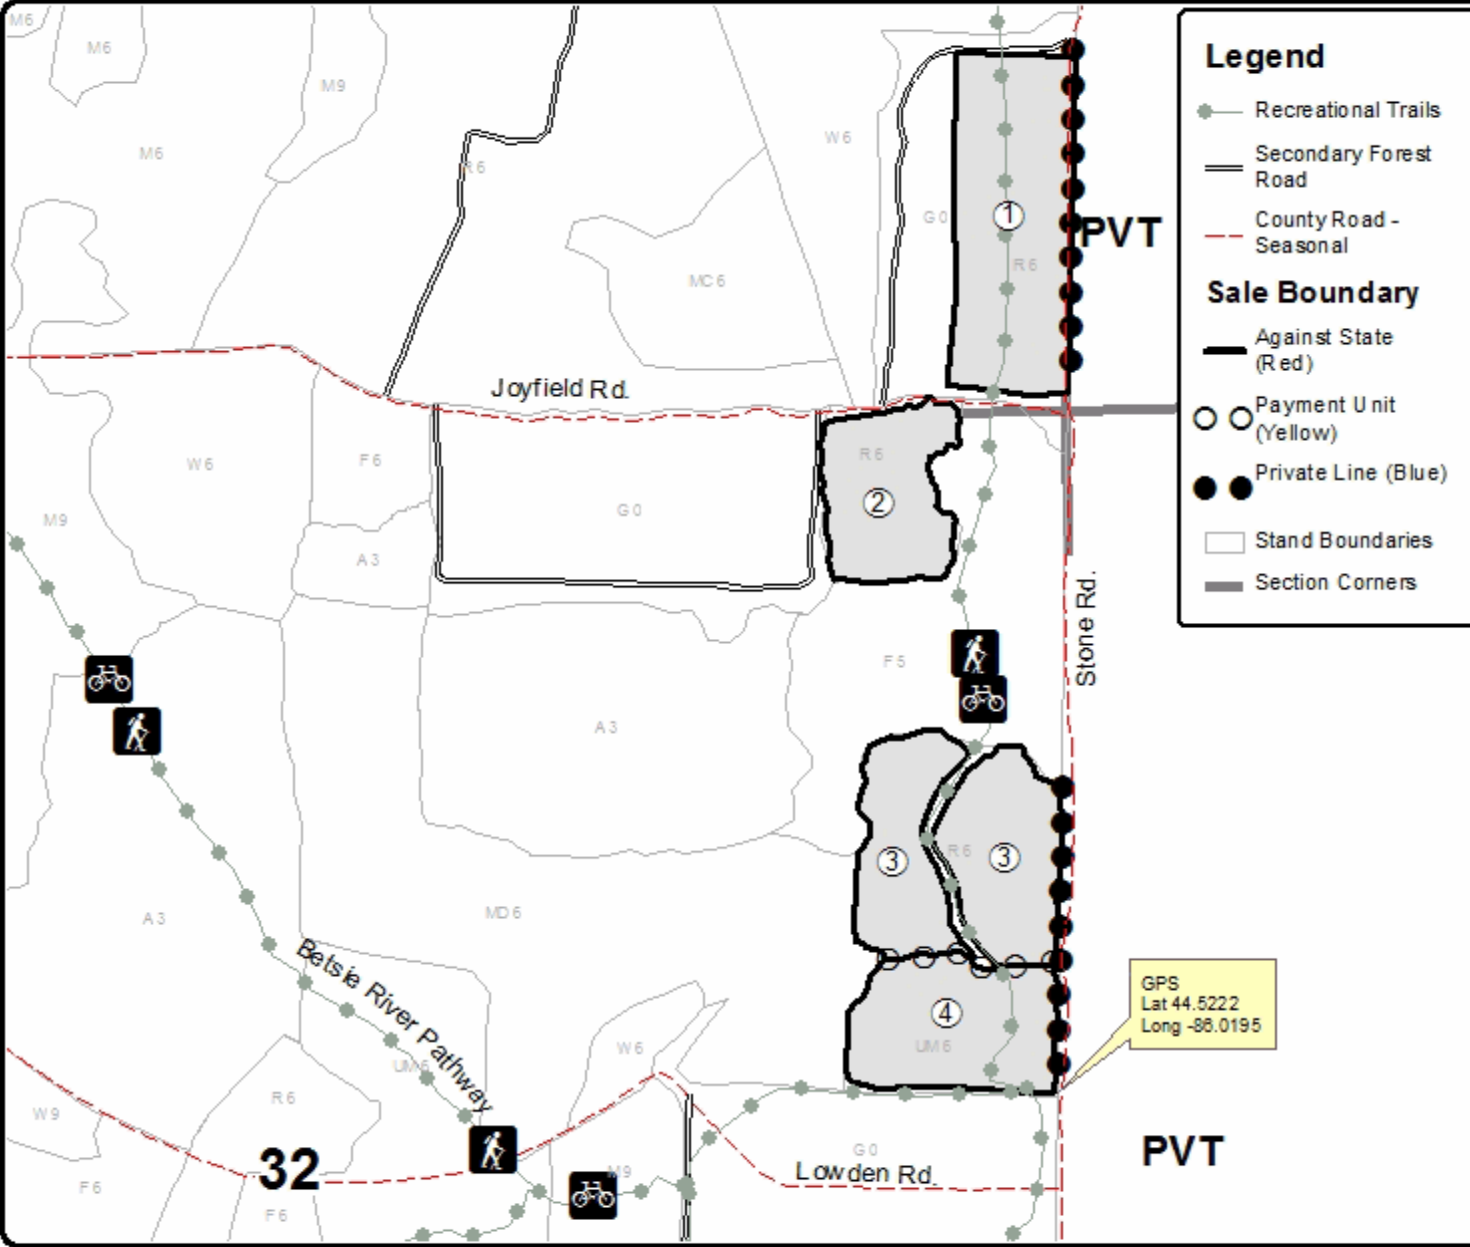 M6
M6
M9
M6
R6
W6
G0
1
R6
PVT
MC6
Joyfield Rd.
W6
F6
G0
R6
2
M9
A3
F5
Stone Rd.
A3
3
R6
3
A3
MD6
Betsie River Pathway
4
UM6
UM6
W6
R6
W9
32
F6
F6
M9
G0
Lowden Rd.
PVT
GPS
Lat 44.5222
Long -86.0195
Legend
Recreational Trails
Secondary Forest
Road
County Road -
Seasonal
Sale Boundary
Against State
(Red)
Payment Unit
(Yellow)
Private Line (Blue)
Stand Boundaries
Section Corners